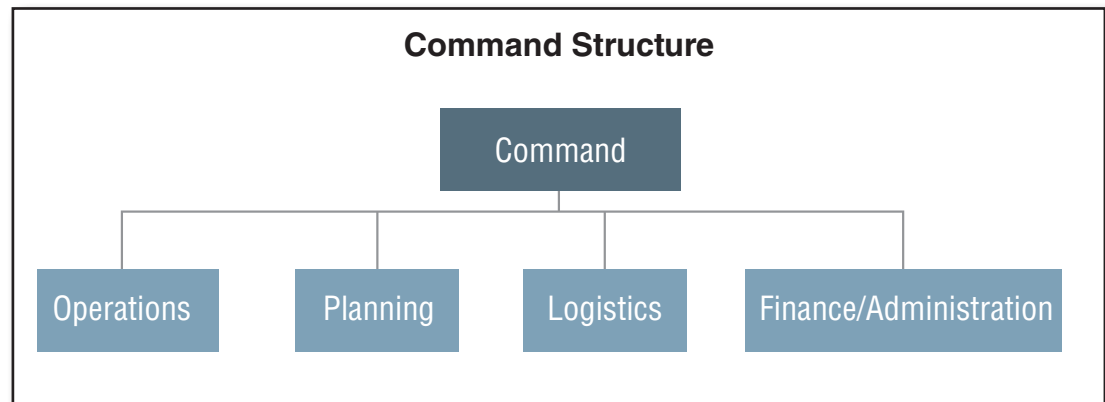 Command Structure
Command
Operations
Planning
Logistics
Finance/Administration